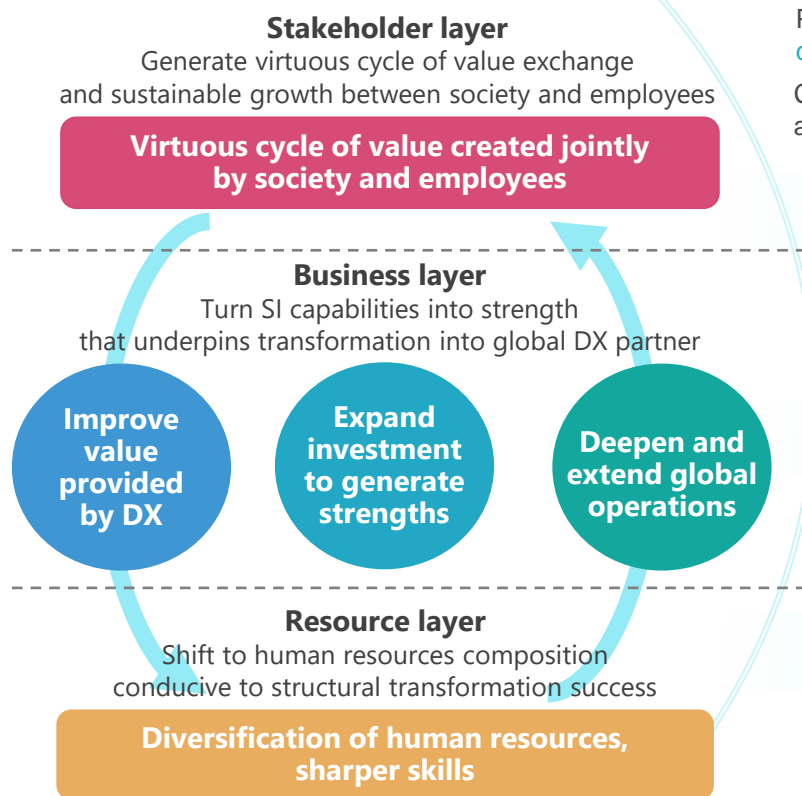 Stakeholder layer
Generate virtuous cycle of value exchange
and sustainable growth between society and employees
Virtuous cycle of value created jointly
by society and employees
Business layer
Turn SI capabilities into strength
that underpins transformation into global DX partner
Improve
value
provided
by DX
Expand
investment
to generate
strengths
Deepen and
extend global
operations
Resource layer
Shift to human resources composition
conducive to structural transformation success
Diversification of human resources,
sharper skills